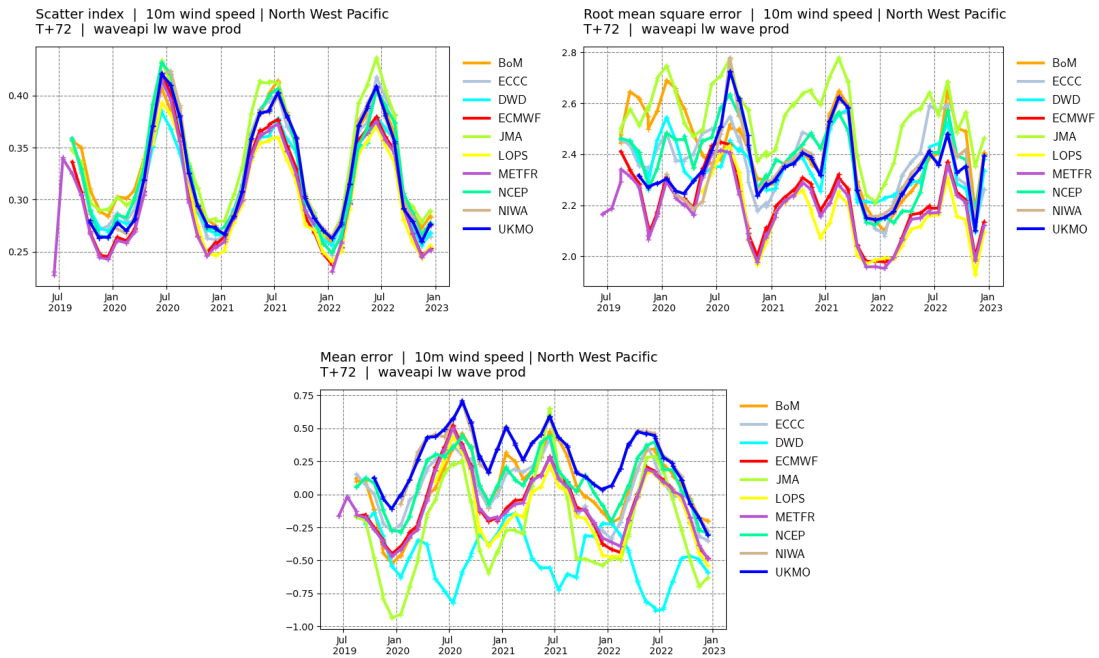 Scatter index | 10m wind speed | North West Pacific
T+72 | waveapi lw wave prod
0.40
0.35
0.30
0.25
Jul 2019
Jan 2020
Jul 2020
Jan 2021
Jul 2021
Jan 2022
Jul 2022
Jan 2023
BoM
ECCC
DWD
ECMWF
JMA
LOPS
METFR
NCEP
NIWA
UKMO
Root mean square error | 10m wind speed | North West Pacific
T+72 | waveapi lw wave prod
2.8
2.6
2.4
2.2
2.0
Jul 2019
Jan 2020
Jul 2020
Jan 2021
Jul 2021
Jan 2022
Jul 2022
Jan 2023
BoM
ECCC
DWD
ECMWF
JMA
LOPS
METFR
NCEP
NIWA
UKMO
Mean error | 10m wind speed | North West Pacific
T+72 | waveapi lw wave prod
0.75
0.50
0.25
0.00
−0.25
−0.50
−0.75
−1.00
Jul 2019
Jan 2020
Jul 2020
Jan 2021
Jul 2021
Jan 2022
Jul 2022
Jan 2023
BoM
ECCC
DWD
ECMWF
JMA
LOPS
METFR
NCEP
NIWA
UKMO